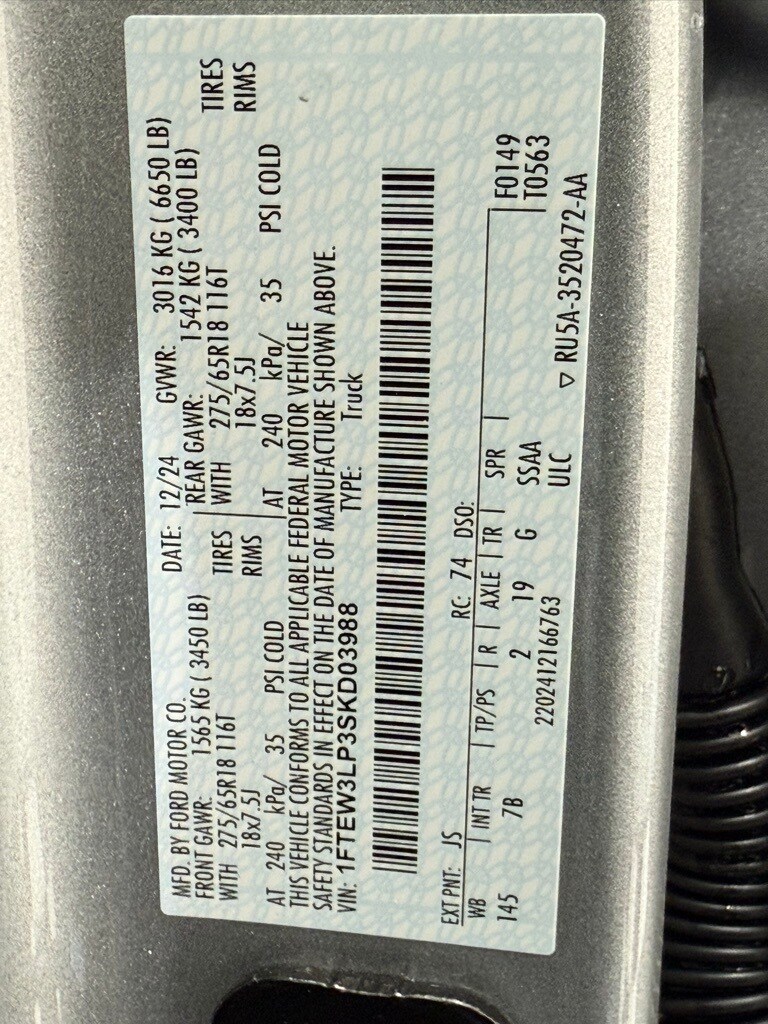 MFD. BY FORD MOTOR CO. DATE: 12/24 GVWR: 3016 KG ( 6650 LB)
FRONT GAWR: 1565 KG ( 3450 LB) REAR GAWR: 1542 KG ( 3400 LB)
WITH 275/65R18 116T TIRES WITH 275/65R18 116T TIRES
18x7.5J RIMS 18x7.5J RIMS
AT 240 kPa/ 35 PSI COLD AT 240 kPa/ 35 PSI COLD
THIS VEHICLE CONFORMS TO ALL APPLICABLE FEDERAL MOTOR VEHICLE
SAFETY STANDARDS IN EFFECT ON THE DATE OF MANUFACTURE SHOWN ABOVE.
VIN: 1FTEW3LP3SKD03988 TYPE: Truck
EXT PNT: JS RC: 74 DSO:
WB INT TR TP/PS R AXLE TR SPR F0149
145 7B 2 19 G SSAA T0563
2202412166763 ULC ▽ RU5A-3520472-AA